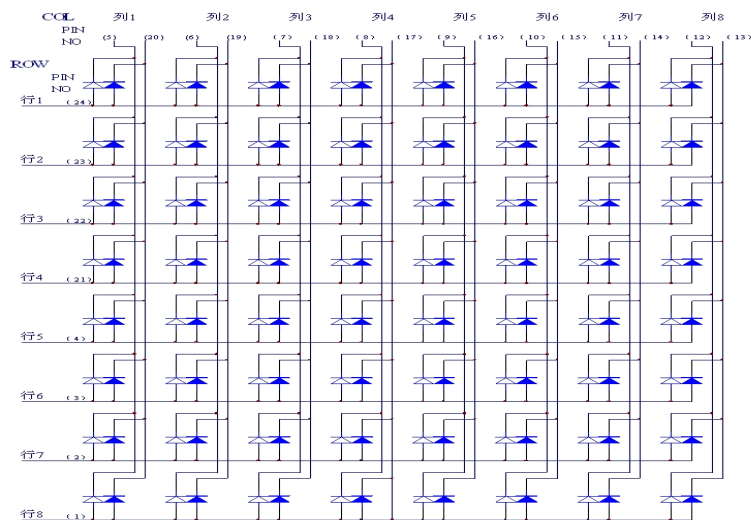 COL 列1 列2 列3 列4 列5 列6 列7 列8
PIN NO (5) (20) (6) (19) (7) (18) (8) (17) (9) (16) (10) (15) (11) (14) (12) (13)
ROW
PIN
NO
行1 (24)
行2 (23)
行3 (22)
行4 (21)
行5 (4)
行6 (3)
行7 (2)
行8 (1)